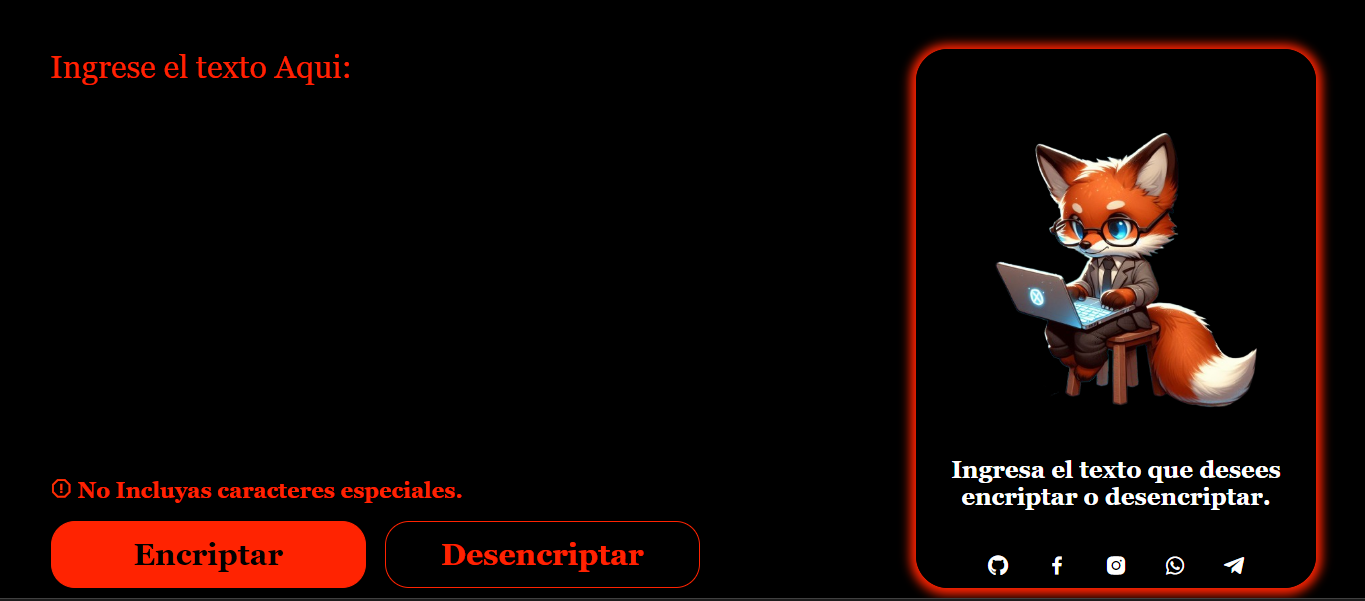 Ingrese el texto Aqui:
No Incluyas caracteres especiales.
Encriptar
Desencriptar
Ingresa el texto que desees
encriptar o desencriptar.